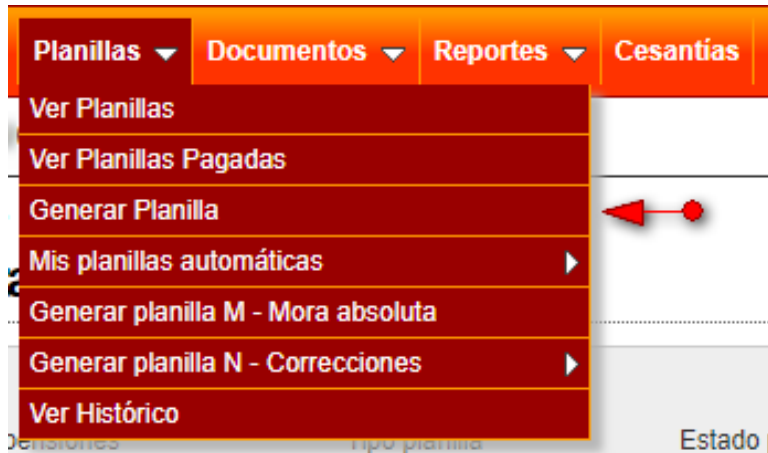 Planillas Documentos Reportes Cesantías
Ver Planillas
Ver Planillas Pagadas
Generar Planilla
Mis planillas automáticas
Generar planilla M - Mora absoluta
Generar planilla N - Correcciones
Ver Histórico
pensiones Tipo planilla Estado